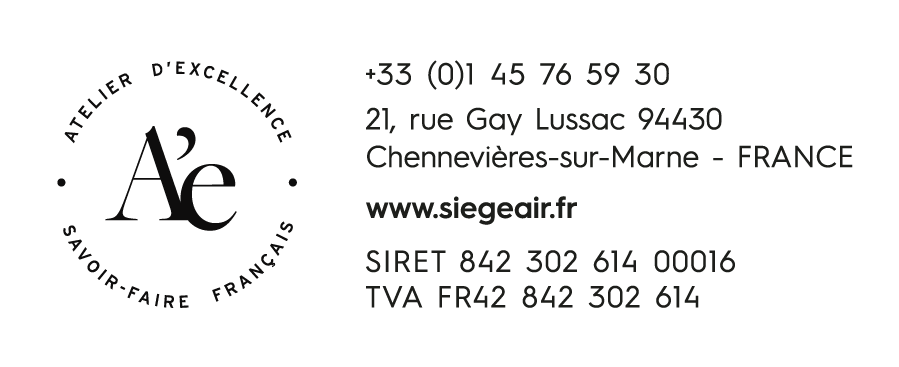 ATELIER D'EXCELLENCE
A'e
SAVOIR-FAIRE FRANÇAIS
+33 (0)1 45 76 59 30
21, rue Gay Lussac 94430
Chennevières-sur-Marne - FRANCE
www.siegeair.fr
SIRET 842 302 614 00016
TVA FR42 842 302 614